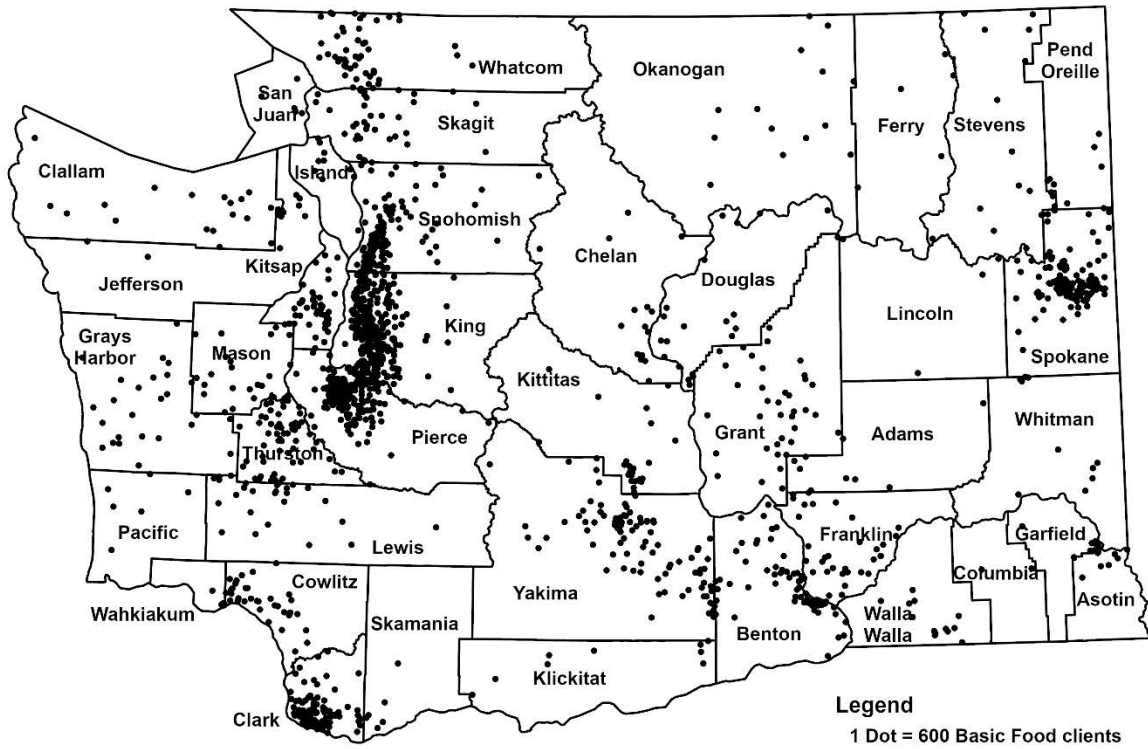 Whatcom
Okanogan
Pend
Oreille
San
Juan
Skagit
Ferry
Stevens
Clallam
Island
Snohomish
Chelan
Kitsap
Jefferson
Douglas
Lincoln
King
Grays
Harbor
Mason
Spokane
Kittitas
Whitman
Grant
Adams
Pierce
Thurston
Pacific
Lewis
Franklin
Garfield
Cowlitz
Columbia
Yakima
Wahkiakum
Skamania
Asotin
Walla
Walla
Benton
Klickitat
Clark
Legend
1 Dot = 600 Basic Food clients